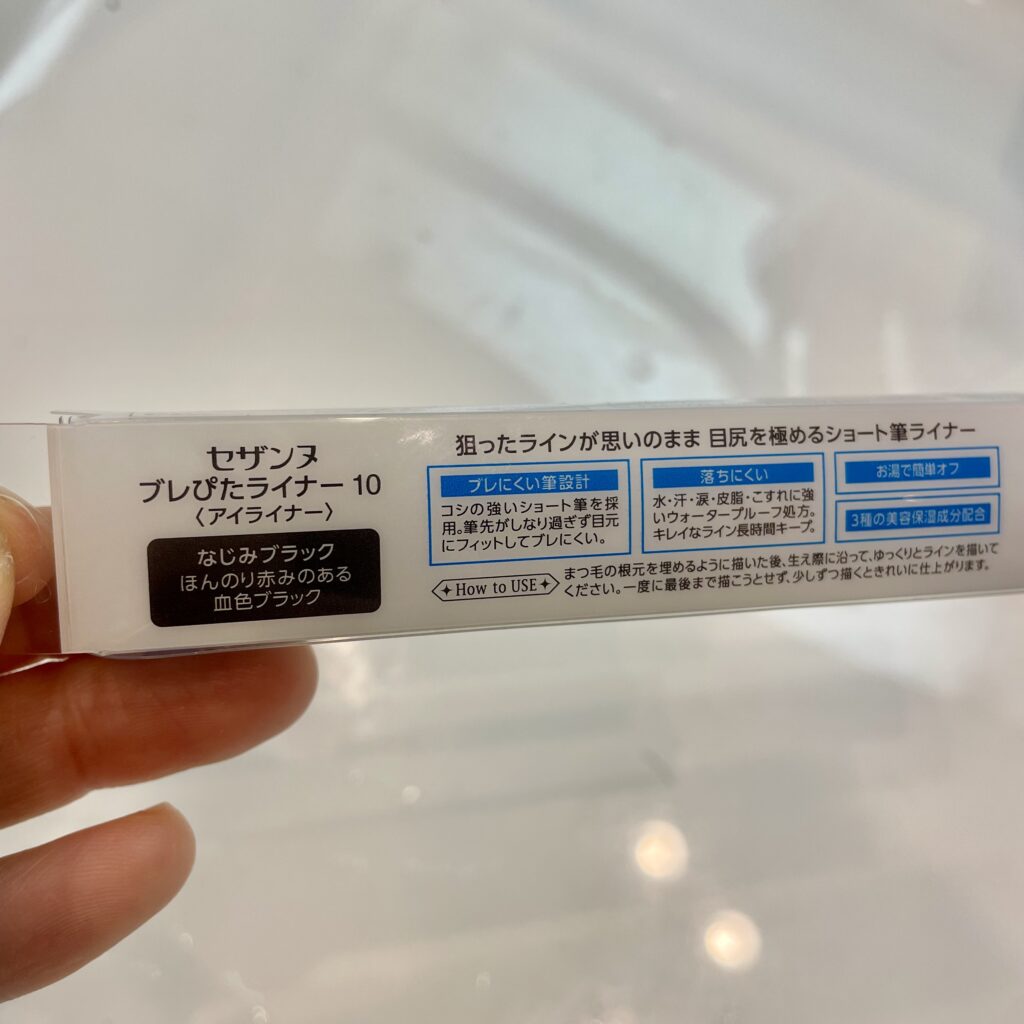 セザンヌ
ブレぴたライナー 10
〈アイライナー〉
なじみブラック
ほんのり赤みのある
血色ブラック
狙ったラインが思いのまま 目尻を極めるショート筆ライナー
ブレにくい筆設計
コシの強いショート筆を採
用。筆先がしなり過ぎず目元
にフィットしてブレにくい。
落ちにくい
水・汗・涙・皮脂・こすれに強
いウォータープルーフ処方。
キレイなライン長時間キープ。
お湯で簡単オフ
3種の美容保湿成分配合
How to USE
まつ毛の根元を埋めるように描いた後、生え際に沿って、ゆっくりとラインを描いて
ください。一度に最後まで描こうとせず、少しずつ描くときれいに仕上がります。